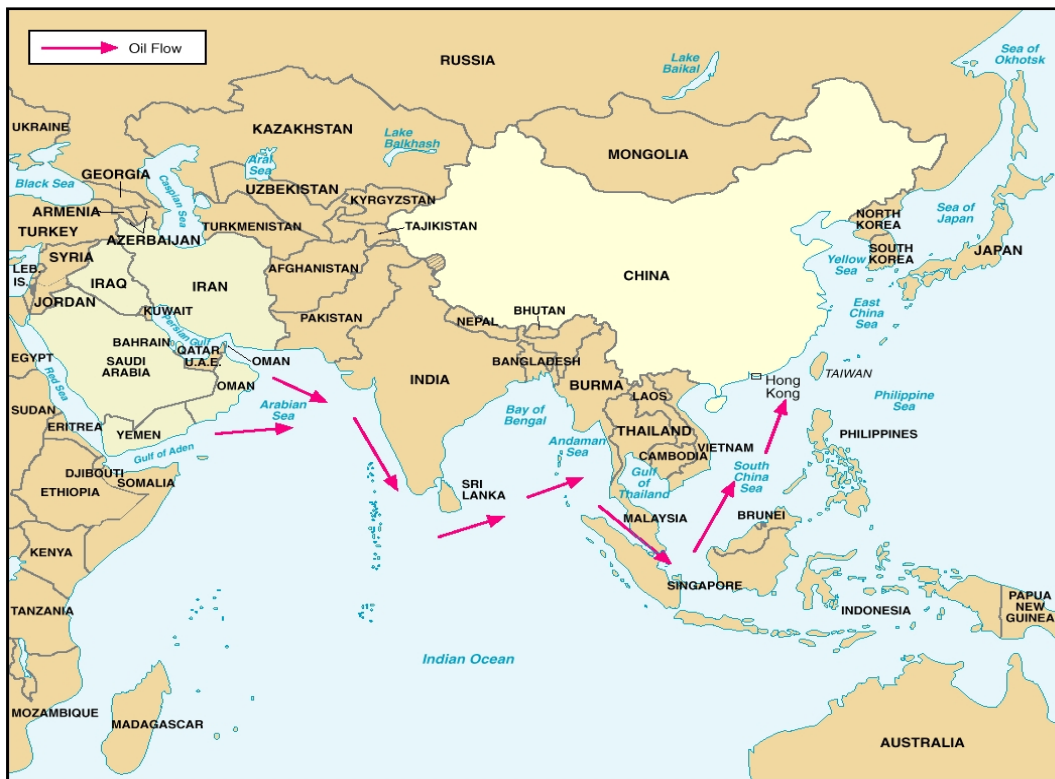 Oil Flow
RUSSIA
Sea of
Okhotsk
Lake
Baikal
UKRAINE
KAZAKHSTAN
Lake
Balkhash
MONGOLIA
Aral
Sea
GEORGIA
Black Sea
Caspian Sea
UZBEKISTAN
KYRGYZSTAN
ARMENIA
TURKEY
AZERBAIJAN
TURKMENISTAN
TAJIKISTAN
NORTH
KOREA
Sea of
Japan
SOUTH
KOREA
JAPAN
Yellow
Sea
SYRIA
LEB.
IS.
IRAQ
IRAN
AFGHANISTAN
CHINA
JORDAN
KUWAIT
PAKISTAN
NEPAL
BHUTAN
East
China
Sea
Persian Gulf
BAHRAIN
QATAR
U.A.E.
OMAN
EGYPT
SAUDI
ARABIA
Red Sea
OMAN
INDIA
BANGLADESH
BURMA
LAOS
Hong
Kong
TAIWAN
Philippine
Sea
SUDAN
ERITREA
YEMEN
Arabian
Sea
Bay of
Bengal
THAILAND
Andaman
Sea
CAMBODIA
VIETNAM
PHILIPPINES
Gulf of Aden
DJIBOUTI
SOMALIA
ETHIOPIA
SRI
LANKA
Gulf
of
Thailand
South
China
Sea
MALAYSIA
BRUNEI
KENYA
SINGAPORE
TANZANIA
INDONESIA
PAPUA
NEW
GUINEA
Indian Ocean
MOZAMBIQUE
MADAGASCAR
AUSTRALIA